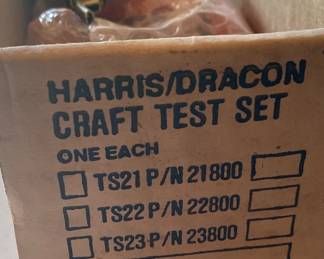 HARRIS/DRACON
CRAFT TEST SET
ONE EACH
TS21 P/N 21800
TS22 P/N 22800
TS23 P/N 23800